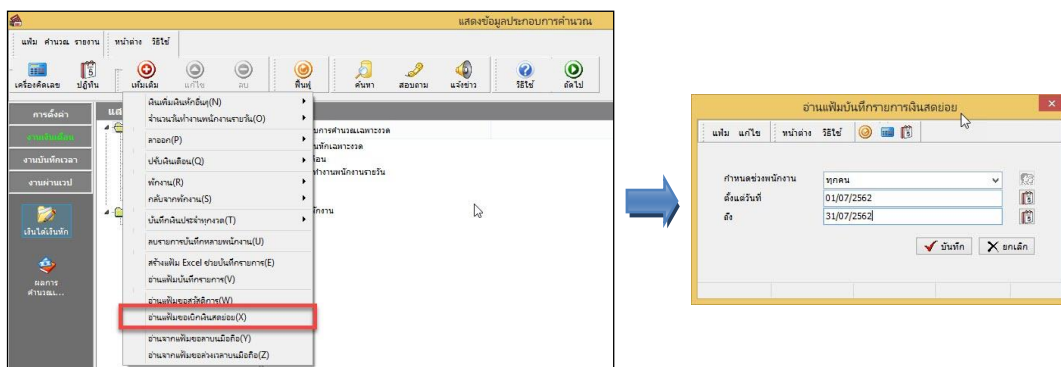 แสดงข้อมูลประกอบการคำนวณ
แฟ้ม คำนวณ รายงาน หน้าต่าง วิธีใช้
เครื่องคิดเลข ปฏิทิน เพิ่มเติม แก้ไข ลบ ฟื้นฟู ค้นหา สอบถาม แจ้งข่าว วิธีใช้ ถัดไป
การตั้งค่า
งานเงินเดือน
งานบันทึกเวลา
งานผ่านเวป
เงินได้เงินหัก
ผลการ
คำนวณ...
แส
เงินเพิ่มเงินหักอื่นๆ(N)
จำนวนวันทำงานพนักงานรายวัน(O)
ลาออก(P)
ปรับเงินเดือน(Q)
พักงาน(R)
กลับจากพักงาน(S)
บันทึกเงินประจำทุกงวด(T)
ลบรายการบันทึกหลายพนักงาน(U)
สร้างแฟ้ม Excel ช่วยบันทึกรายการ(E)
อ่านแฟ้มบันทึกรายการ(V)
อ่านแฟ้มขอสวัสดิการ(W)
อ่านแฟ้มขอเบิกเงินสดย่อย(X)
อ่านจากแฟ้มขอลาบนมือถือ(Y)
อ่านจากแฟ้มขอล่วงเวลาบนมือถือ(Z)
ยการคำนวณเฉพาะงวด
นทึกเฉพาะงวด
ือน
ทำงานพนักงานรายวัน
ักงาน
อ่านแฟ้มบันทึกรายการเงินสดย่อย
แฟ้ม แก้ไข หน้าต่าง วิธีใช้
กำหนดช่วงพนักงาน ทุกคน
ตั้งแต่วันที่ 01/07/2562
ถึง 31/07/2562
บันทึก ยกเลิก